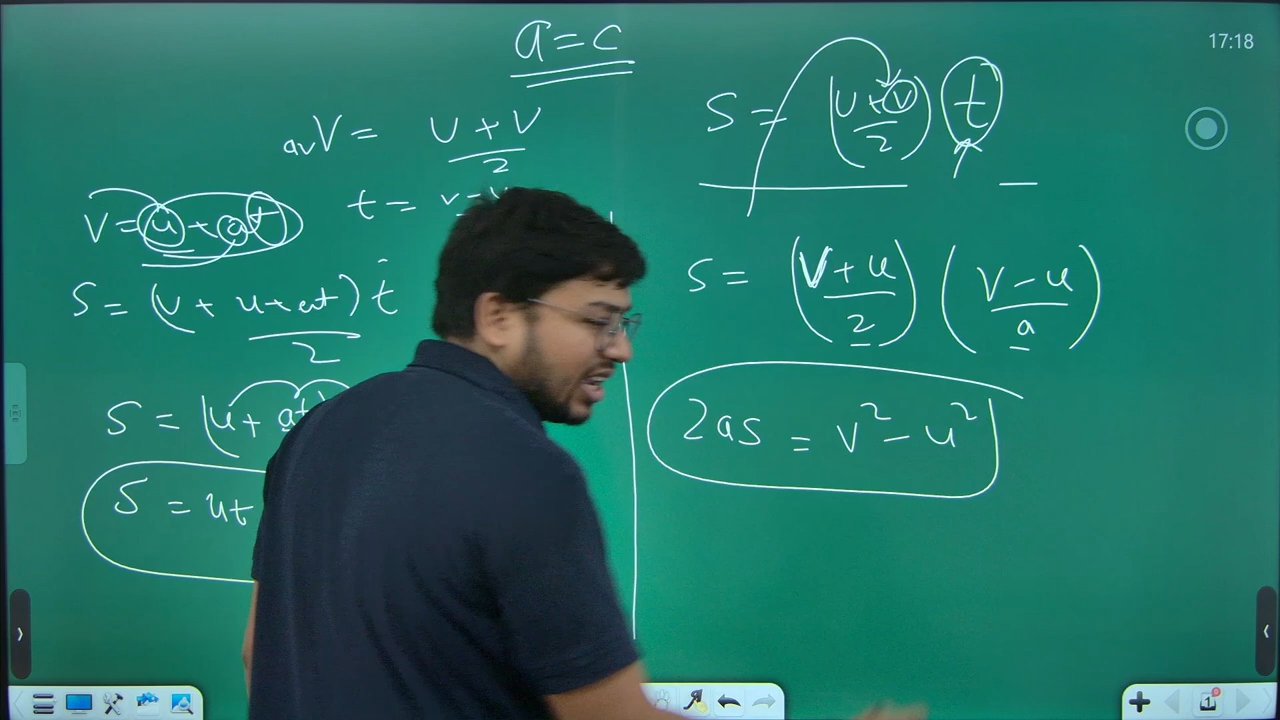 a = c
17:18
avV = U + V / 2
t =
V = u + at
S = (v + u + at) t / 2
S = (u + at
S = ut
S = (U + V / 2) (t)
S = (V + u / 2) (V - u / a)
2as = v² - u²